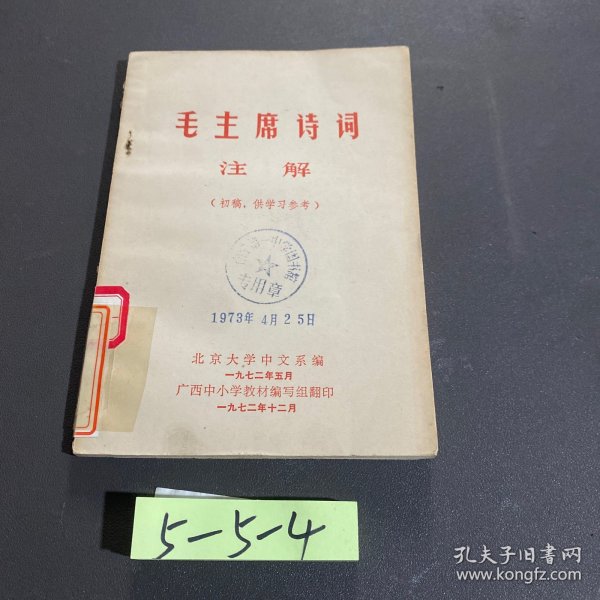 毛主席诗词
注 解
（初稿、供学习参考）
专用章
1973年 4月 2 5日
北京大学中文系编
一九七二年五月
广西中小学教材编写组翻印
一九七二年十二月
5-5-4
孔夫子旧书网
www.kongfz.com